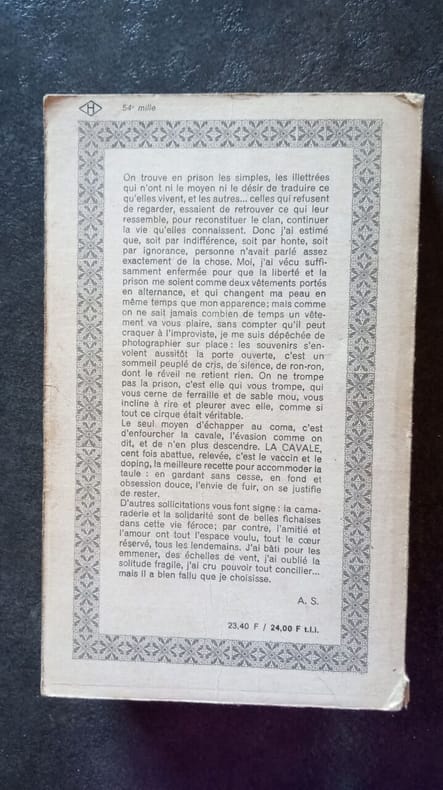 H 54e mille
On trouve en prison les simples, les illettrées
qui n'ont ni le moyen ni le désir de traduire ce
qu'elles vivent, et les autres... celles qui refusent
de regarder, essaient de retrouver ce qui leur
ressemble, pour reconstituer le clan, continuer
la vie qu'elles connaissent. Donc j'ai estimé
que, soit par indifférence, soit par honte, soit
par ignorance, personne n'avait parlé assez
exactement de la chose. Moi, j'ai vécu suffi-
samment enfermée pour que la liberté et la
prison me soient comme deux vêtements portés
en alternance, et qui changent ma peau en
même temps que mon apparence; mais comme
on ne sait jamais combien de temps un vête-
ment va vous plaire, sans compter qu'il peut
craquer à l'improviste, je me suis dépêchée de
photographier sur place : les souvenirs s'en-
volent aussitôt la porte ouverte, c'est un
sommeil peuplé de cris, de silence, de ron-ron,
dont le réveil ne retient rien. On ne trompe
pas la prison, c'est elle qui vous trompe, qui
vous cerne de ferraille et de sable mou, vous
incline à rire et pleurer avec elle, comme si
tout ce cirque était véritable.
Le seul moyen d'échapper au coma, c'est
d'enfourcher la cavale, l'évasion comme on
dit, et de n'en plus descendre. LA CAVALE,
cent fois abattue, relevée, c'est le vaccin et le
doping, la meilleure recette pour accommoder la
taule : en gardant sans cesse, en fond et
obsession douce, l'envie de fuir, on se justifie
de rester.
D'autres sollicitations vous font signe : la cama-
raderie et la solidarité sont de belles fichaises
dans cette vie féroce; par contre, l'amitié et
l'amour ont tout l'espace voulu, tout le cœur
réservé, tous les lendemains. J'ai bâti pour les
emmener, des échelles de vent, j'ai oublié la
solitude fragile, j'ai cru pouvoir tout concilier...
mais il a bien fallu que je choisisse.
A. S.
23,40 F / 24,00 F t.l.i.